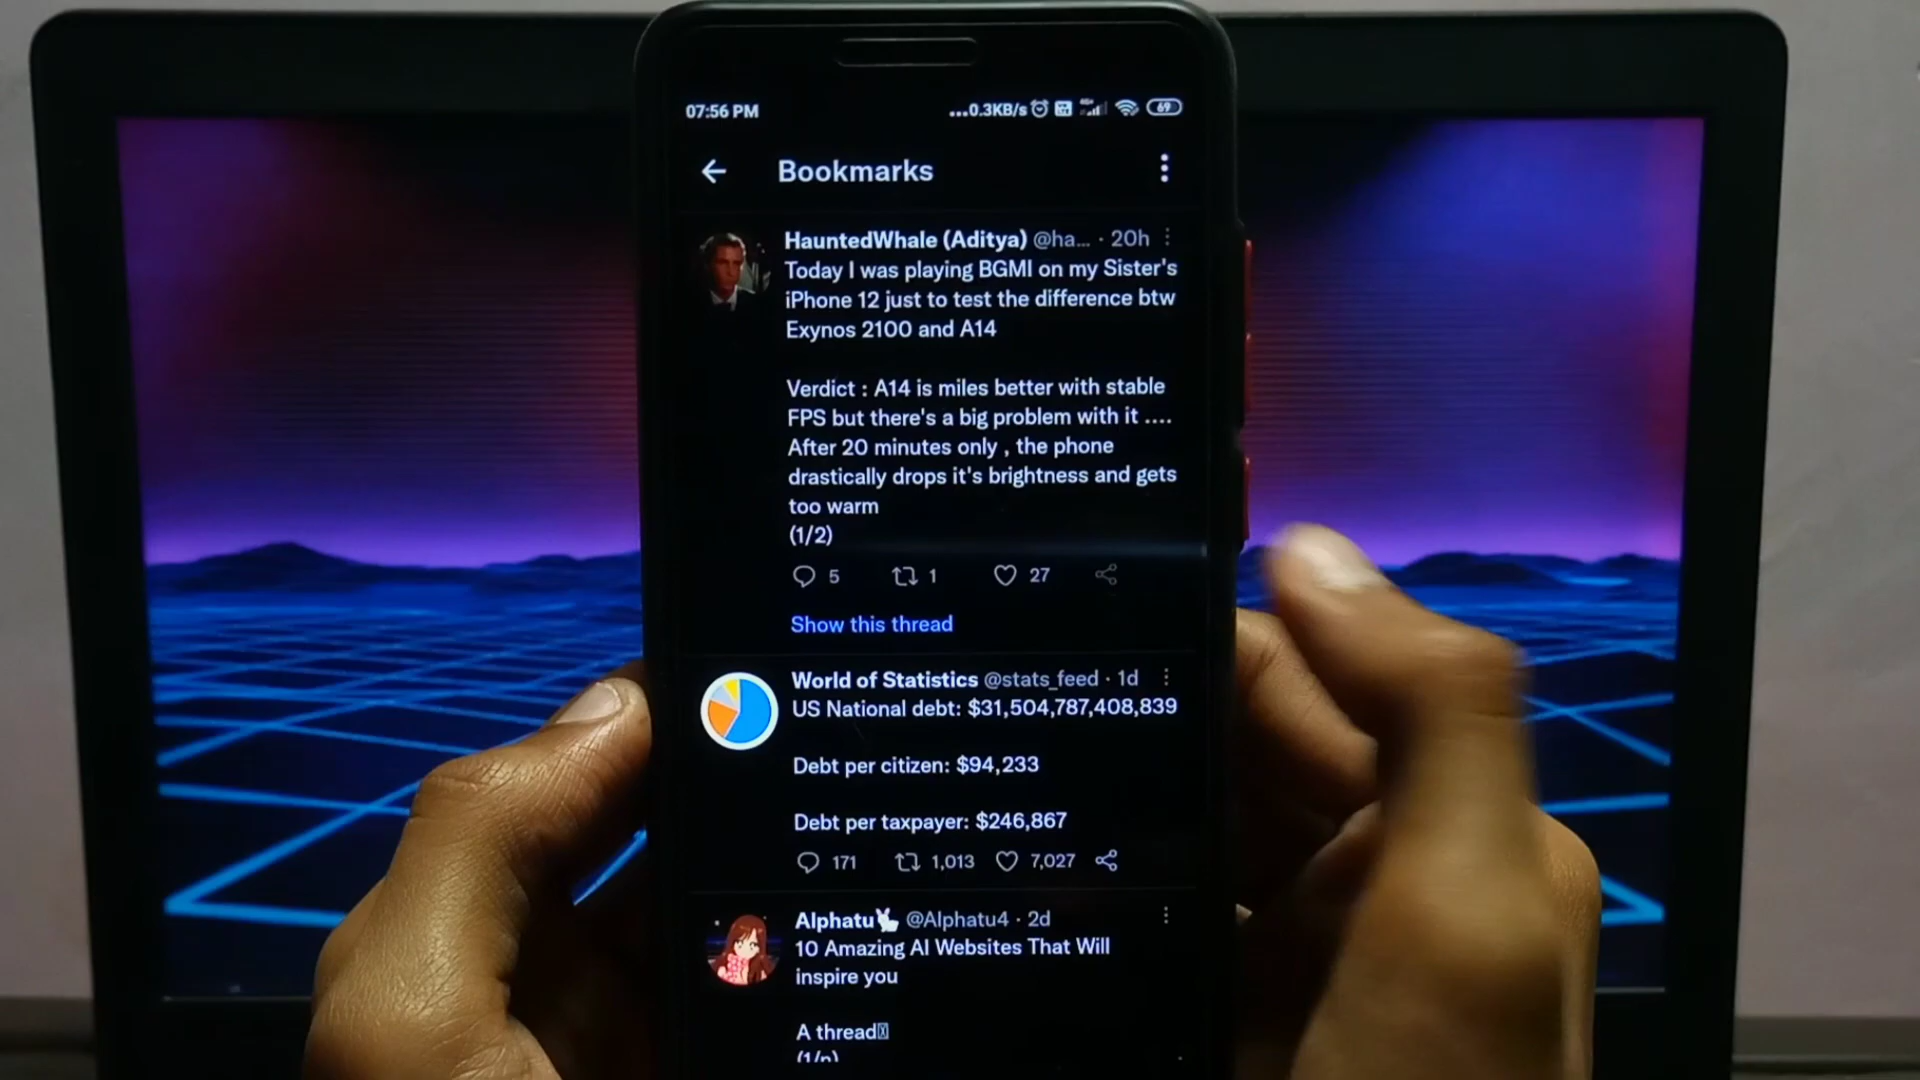 07:56 PM ...0.3KB/s 69
Bookmarks
HauntedWhale (Aditya) @ha... · 20h
Today I was playing BGMI on my Sister's
iPhone 12 just to test the difference btw
Exynos 2100 and A14
Verdict : A14 is miles better with stable
FPS but there's a big problem with it ....
After 20 minutes only , the phone
drastically drops it's brightness and gets
too warm
(1/2)
5 1 27
Show this thread
World of Statistics @stats_feed · 1d
US National debt: $31,504,787,408,839
Debt per citizen: $94,233
Debt per taxpayer: $246,867
171 1,013 7,027
Alphatu @Alphatu4 · 2d
10 Amazing AI Websites That Will
inspire you
A thread
(1/n)